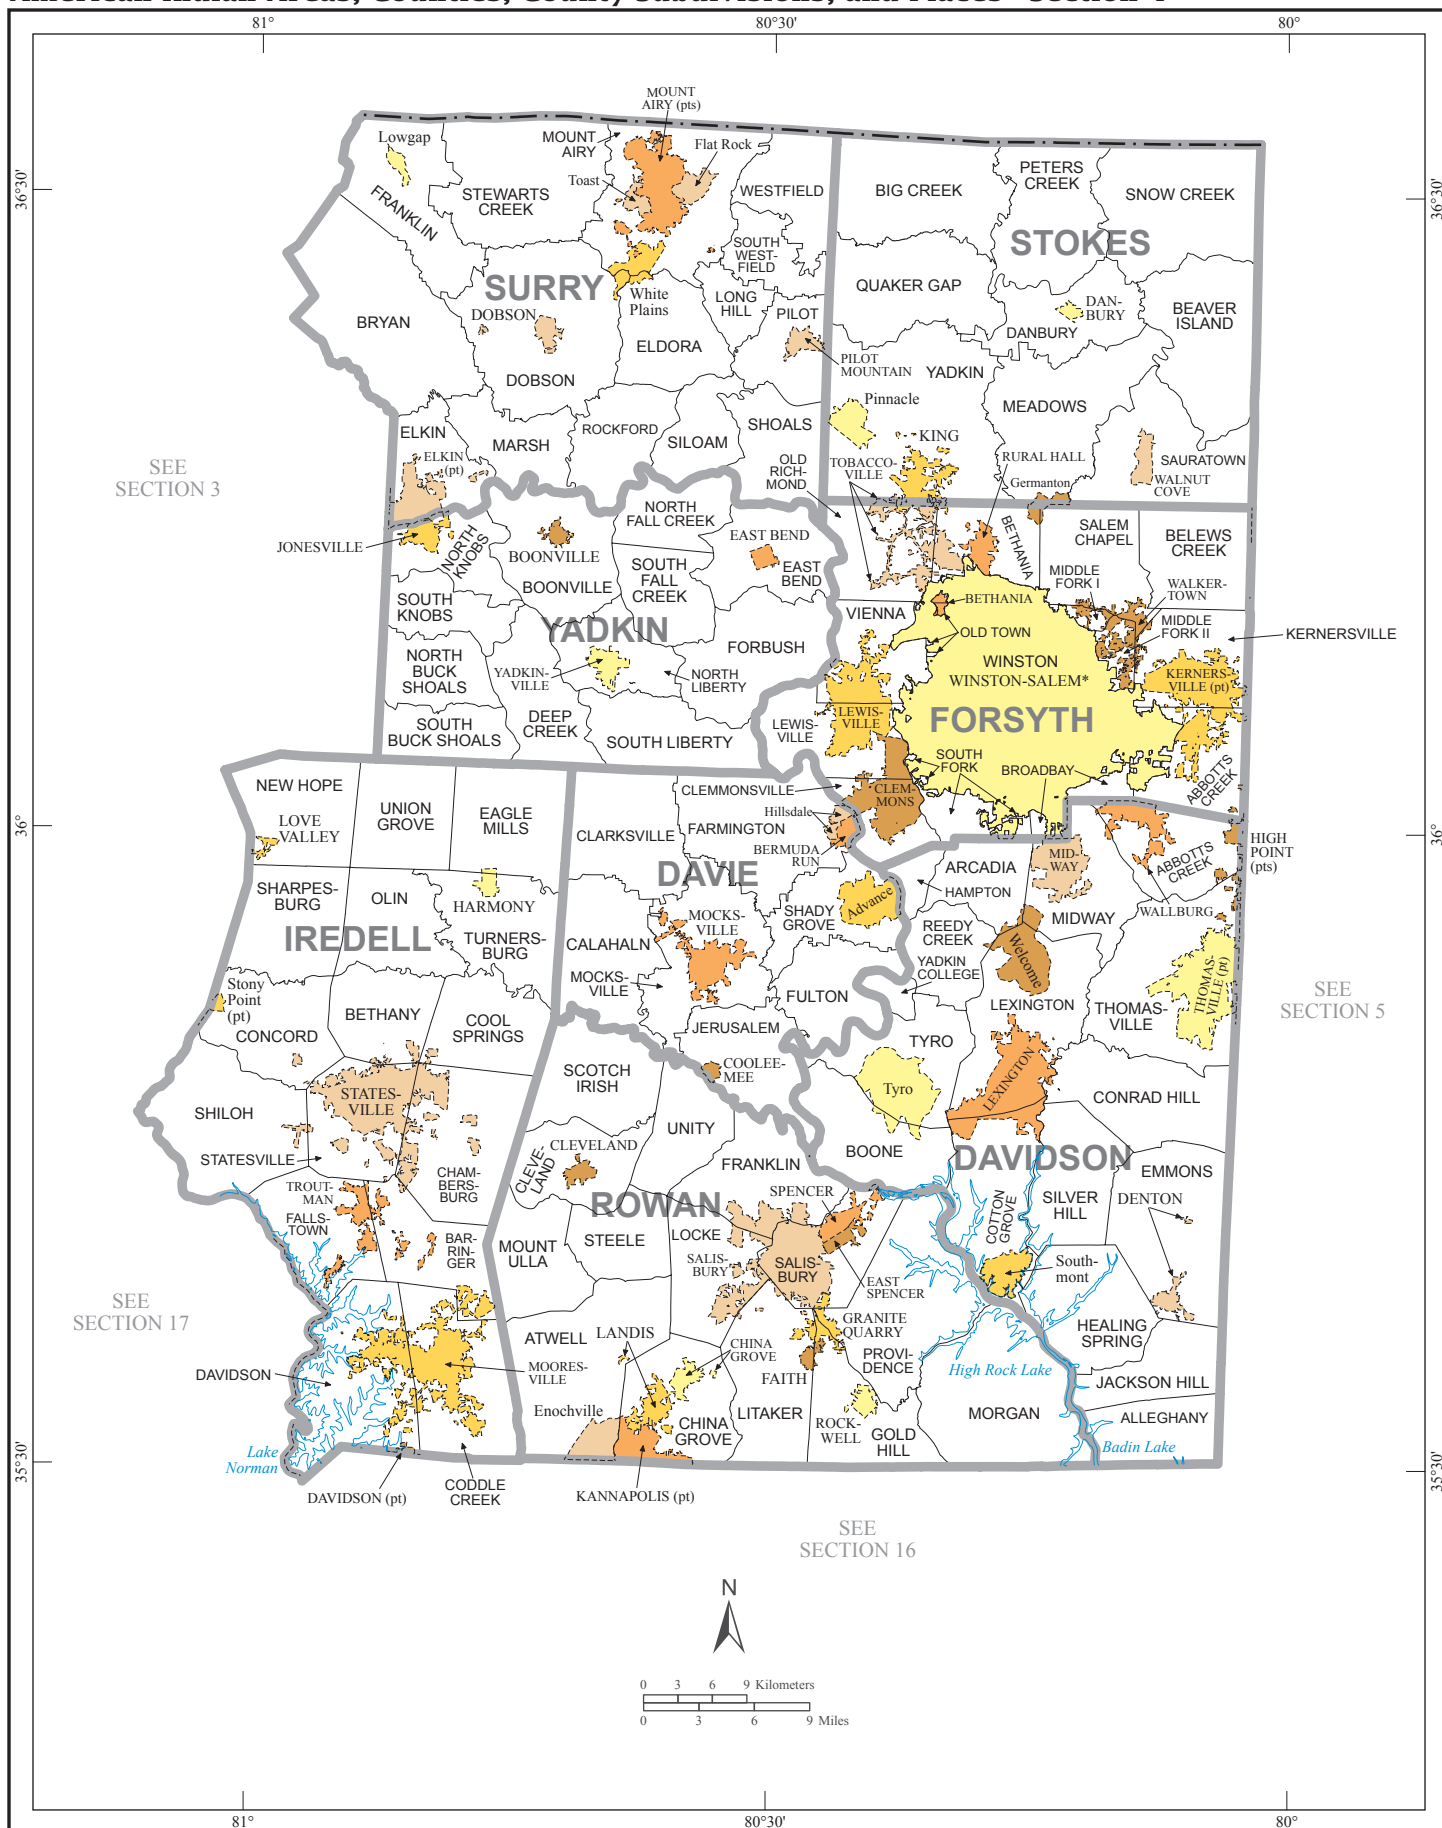 81°
80°30'
80°
36°30'
36°30'
36°
36°
35°30'
35°30'
MOUNT
AIRY (pts)
Lowgap
MOUNT
AIRY
Flat Rock
Toast
STEWARTS
CREEK
FRANKLIN
WESTFIELD
SOUTH
WEST-
FIELD
SURRY
White
Plains
LONG
HILL
PILOT
BRYAN
DOBSON
DOBSON
ELDORA
PILOT
MOUNTAIN
ELKIN
ELKIN
(pt)
MARSH
ROCKFORD
SILOAM
SHOALS
BIG CREEK
PETERS
CREEK
SNOW CREEK
STOKES
QUAKER GAP
DAN-
BURY
DANBURY
BEAVER
ISLAND
YADKIN
Pinnacle
MEADOWS
KING
RURAL HALL
SAURATOWN
WALNUT
COVE
Germanton
TOBACCO-
VILLE
OLD
RICH-
MOND
SEE
SECTION 3
JONESVILLE
NORTH
KNOBS
BOONVILLE
BOONVILLE
NORTH
FALL CREEK
SOUTH
FALL
CREEK
EAST BEND
EAST
BEND
SOUTH
KNOBS
YADKIN
FORBUSH
NORTH
BUCK
SHOALS
YADKIN-
VILLE
NORTH
LIBERTY
DEEP
CREEK
SOUTH
BUCK SHOALS
SOUTH LIBERTY
BETHANIA
SALEM
CHAPEL
BELEWS
CREEK
MIDDLE
FORK I
WALKER-
TOWN
MIDDLE
FORK II
KERNERSVILLE
VIENNA
BETHANIA
OLD TOWN
WINSTON
WINSTON-SALEM*
KERNERS-
VILLE (pt)
FORSYTH
LEWIS-
VILLE
LEWIS-
VILLE
SOUTH
FORK
BROADBAY
ABBOTTS
CREEK
CLEMMONSVILLE
CLEM-
MONS
Hillsdale
BERMUDA
RUN
NEW HOPE
UNION
GROVE
EAGLE
MILLS
LOVE
VALLEY
SHARPES-
BURG
OLIN
HARMONY
IREDELL
TURNERS-
BURG
Stony
Point
(pt)
CONCORD
BETHANY
COOL
SPRINGS
STATES-
VILLE
SHILOH
STATESVILLE
CHAM-
BERS-
BURG
TROUT-
MAN
FALLS-
TOWN
BAR-
RIN-
GER
MOORES-
VILLE
DAVIDSON
Lake
Norman
DAVIDSON (pt)
CODDLE
CREEK
SEE
SECTION 17
CLARKSVILLE
FARMINGTON
DAVIE
MOCKS-
VILLE
SHADY
GROVE
Advance
CALAHALN
MOCKS-
VILLE
FULTON
JERUSALEM
COOLEE-
MEE
ARCADIA
HAMPTON
MID-
WAY
ABBOTTS
CREEK
HIGH
POINT
(pts)
WALLBURG
MIDWAY
REEDY
CREEK
Welcome
YADKIN
COLLEGE
LEXINGTON
THOMAS-
VILLE
THOMAS-
VILLE (pt)
SEE
SECTION 5
TYRO
Tyro
LEXINGTON
CONRAD HILL
BOONE
DAVIDSON
EMMONS
DENTON
SILVER
HILL
COTTON
GROVE
South-
mont
HEALING
SPRING
High Rock Lake
JACKSON HILL
ALLEGHANY
Badin Lake
SCOTCH
IRISH
UNITY
CLEVELAND
CLEVE-
LAND
FRANKLIN
ROWAN
SPENCER
LOCKE
MOUNT
ULLA
STEELE
SALIS-
BURY
SALIS-
BURY
EAST
SPENCER
GRANITE
QUARRY
ATWELL
LANDIS
CHINA
GROVE
FAITH
PROVI-
DENCE
Enochville
CHINA
GROVE
LITAKER
ROCK-
WELL
GOLD
HILL
MORGAN
KANNAPOLIS (pt)
SEE
SECTION 16
N
0 3 6 9 Kilometers
0 3 6 9 Miles
81°
80°30'
80°